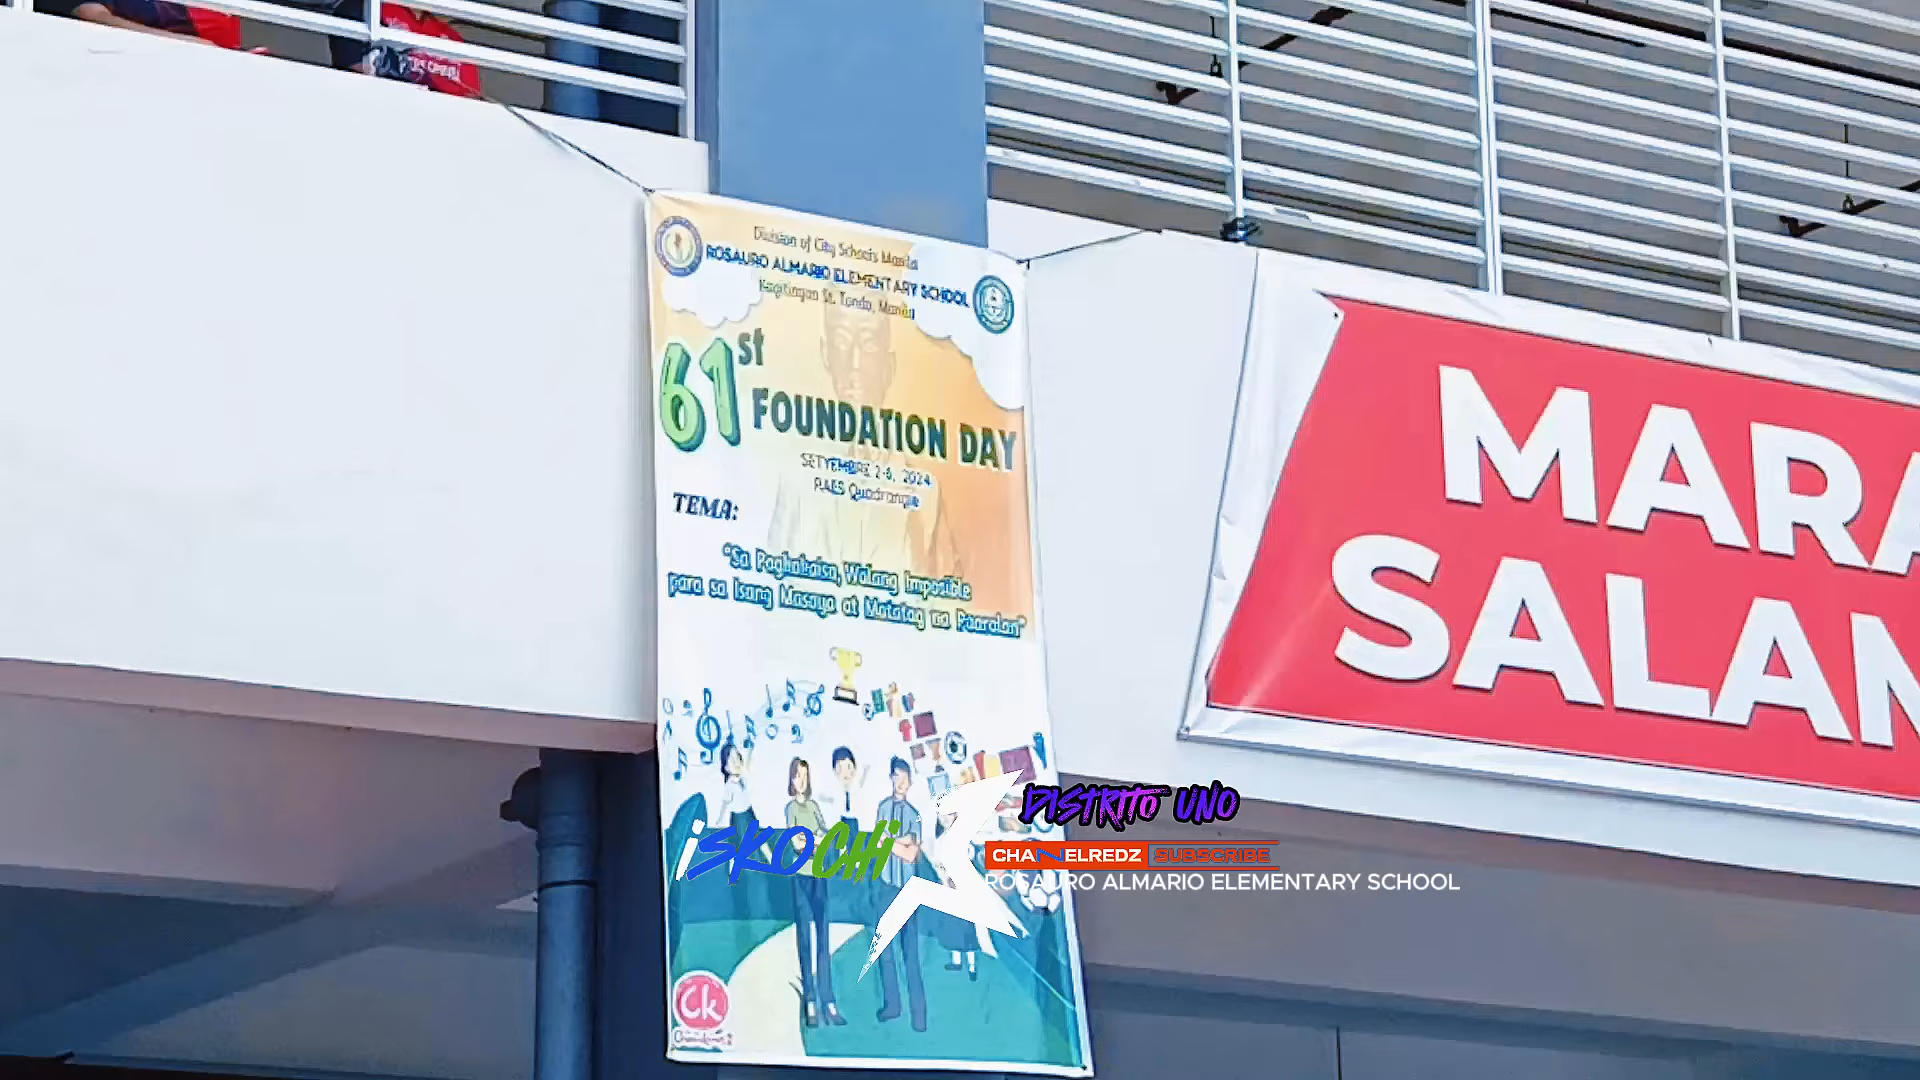 Division of City Schools Manila
ROSAURO ALMARIO ELEMENTARY SCHOOL
Kagitingan St. Tondo, Manila
61st
FOUNDATION DAY
SETYEMBRE 2-6, 2024
RAES Quadrangle
TEMA:
"Sa Pagkakaisa, Walang Imposible
para sa Isang Masaya at Matatag na Paaralan"
Ck
MARA
SALAM
DISTRITO UNO
iSKOCHi
CHANELREDZ SUBSCRIBE
ROSAURO ALMARIO ELEMENTARY SCHOOL